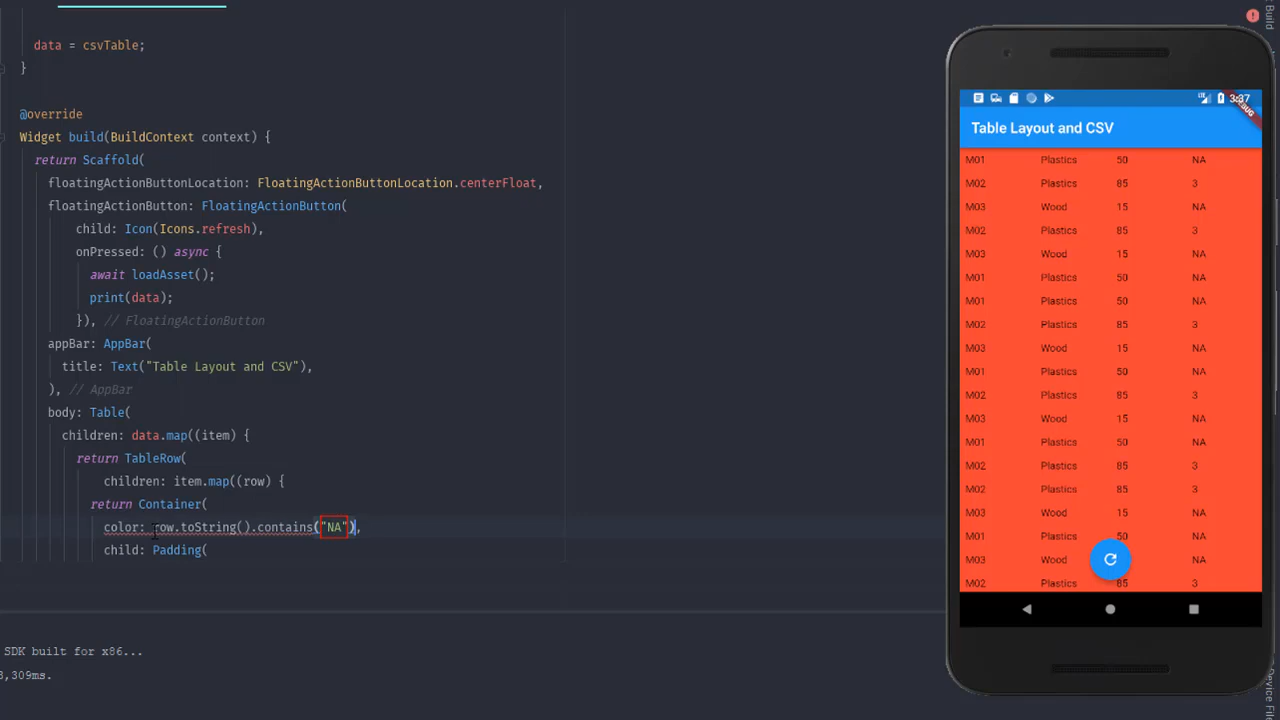 data = csvTable;
}
@override
Widget build(BuildContext context) {
return Scaffold(
floatingActionButtonLocation: FloatingActionButtonLocation.centerFloat,
floatingActionButton: FloatingActionButton(
child: Icon(Icons.refresh),
onPressed: () async {
await loadAsset();
print(data);
}), // FloatingActionButton
appBar: AppBar(
title: Text("Table Layout and CSV"),
), // AppBar
body: Table(
children: data.map((item) {
return TableRow(
children: item.map((row) {
return Container(
color: row.toString().contains("NA"),
child: Padding(
SDK built for x86...
,309ms.
Build
3:37
DEBUG
Table Layout and CSV
M01 Plastics 50 NA
M02 Plastics 85 3
M03 Wood 15 NA
M02 Plastics 85 3
M03 Wood 15 NA
M01 Plastics 50 NA
M01 Plastics 50 NA
M02 Plastics 85 3
M03 Wood 15 NA
M01 Plastics 50 NA
M02 Plastics 85 3
M03 Wood 15 NA
M01 Plastics 50 NA
M02 Plastics 85 3
M02 Plastics 85 3
M03 Wood 15 NA
M01 Plastics 50 NA
M03 Wood NA
M02 Plastics 85 3
Device File